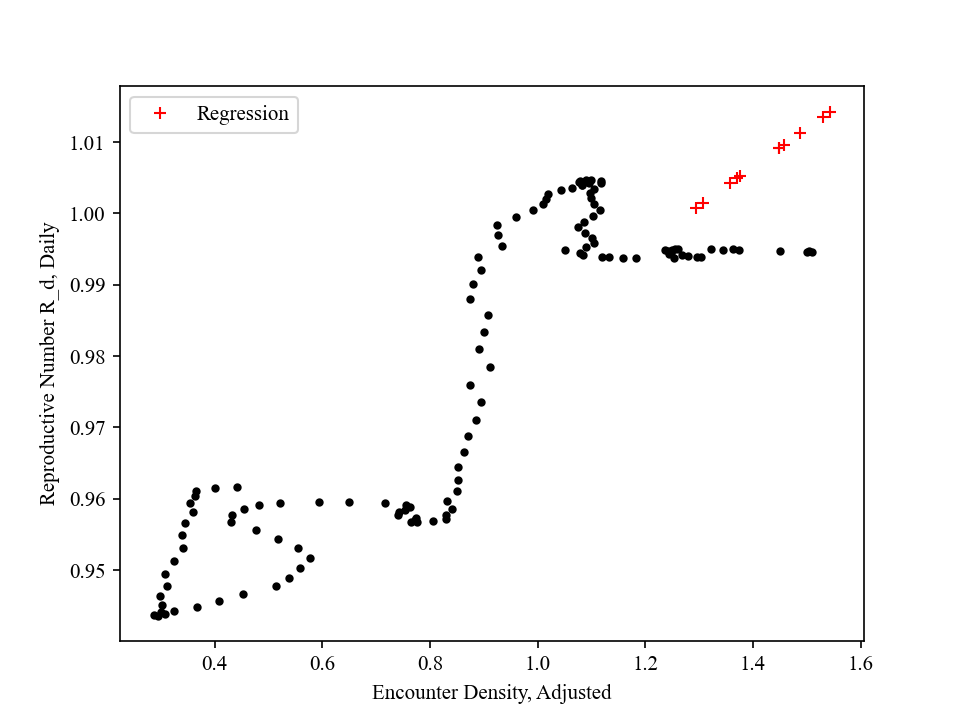 Regression
1.01
1.00
0.99
0.98
0.97
0.96
0.95
Reproductive Number R_d, Daily
0.4 0.6 0.8 1.0 1.2 1.4 1.6
Encounter Density, Adjusted